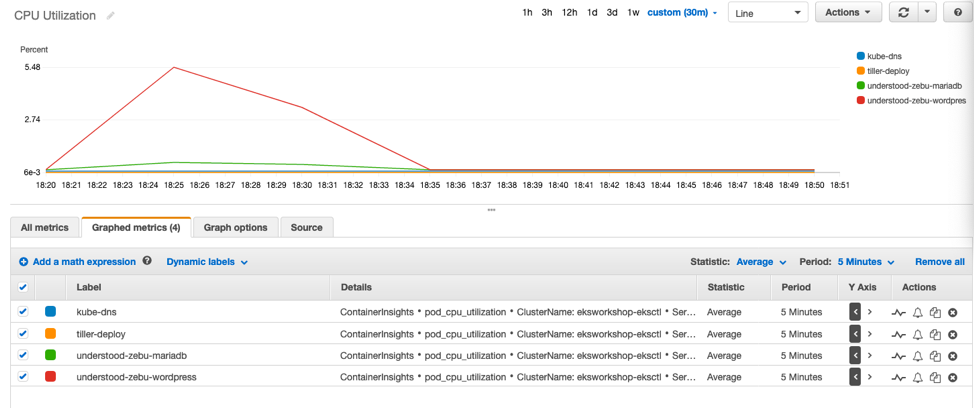 CPU Utilization
1h 3h 12h 1d 3d 1w custom (30m)
Line
Actions
Percent
5.48
2.74
6e-3
18:20 18:21 18:22 18:23 18:24 18:25 18:26 18:27 18:28 18:29 18:30 18:31 18:32 18:33 18:34 18:35 18:36 18:37 18:38 18:39 18:40 18:41 18:42 18:43 18:44 18:45 18:46 18:47 18:48 18:49 18:50 18:51
kube-dns
tiller-deploy
understood-zebu-mariadb
understood-zebu-wordpres
All metrics Graphed metrics (4) Graph options Source
Add a math expression ? Dynamic labels Statistic: Average Period: 5 Minutes Remove all
Label Details Statistic Period Y Axis Actions
kube-dns ContainerInsights • pod_cpu_utilization • ClusterName: eksworkshop-eksctl • Ser... Average 5 Minutes < >
tiller-deploy ContainerInsights • pod_cpu_utilization • ClusterName: eksworkshop-eksctl • Ser... Average 5 Minutes < >
understood-zebu-mariadb ContainerInsights • pod_cpu_utilization • ClusterName: eksworkshop-eksctl • Ser... Average 5 Minutes < >
understood-zebu-wordpress ContainerInsights • pod_cpu_utilization • ClusterName: eksworkshop-eksctl • Ser... Average 5 Minutes < >